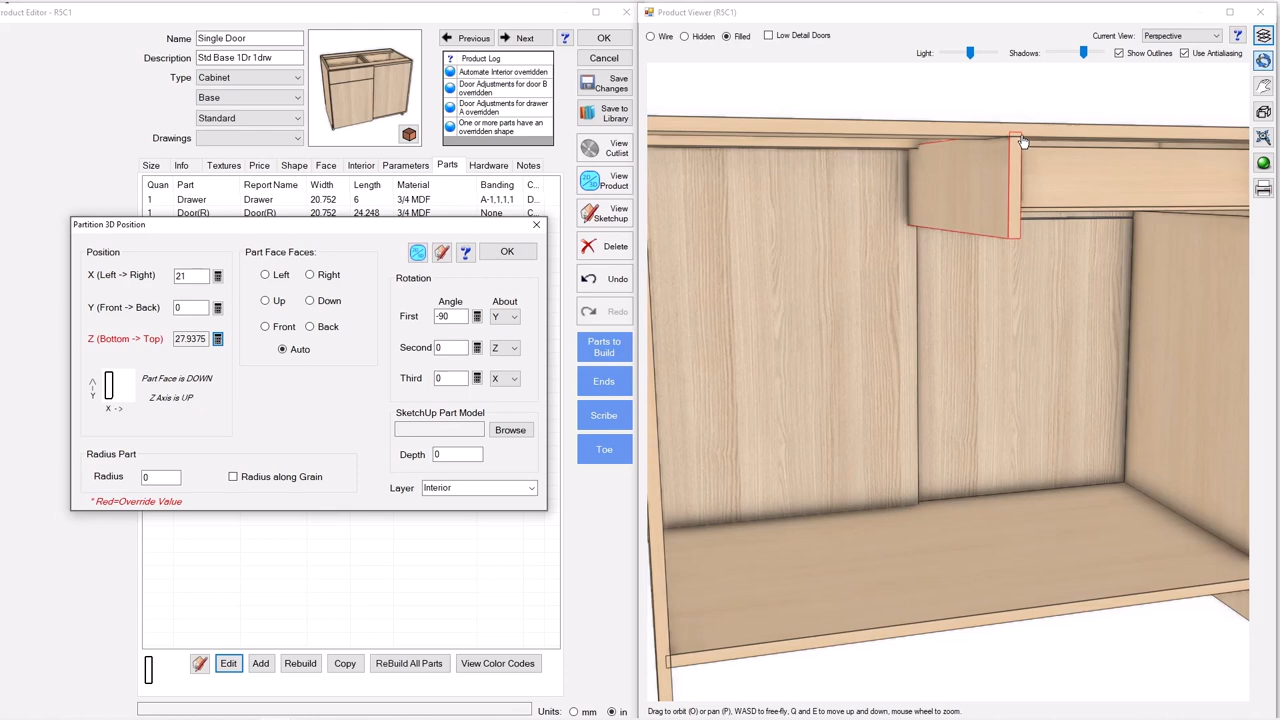 Product Editor - R5C1
Name Single Door
Description Std Base 1Dr 1drw
Type Cabinet
Base
Standard
Drawings
Previous Next ? OK
Cancel
Save Changes
Save to Library
View Cutlist
View Product
View Sketchup
Delete
Undo
Redo
Parts to Build
Ends
Scribe
Toe
? Product Log
Automate Interior overridden
Door Adjustments for door B overridden
Door Adjustments for drawer A overridden
One or more parts have an overridden shape
Size Info Textures Price Shape Face Interior Parameters Parts Hardware Notes
Quan Part Report Name Width Length Material Banding C...
1 Drawer Drawer 20.752 6 3/4 MDF A-1,1,1,1 D...
1 Door(R) Door(R) 20.752 24.248 3/4 MDF None C...
Partition 3D Position
Position
X (Left -> Right) 21
Y (Front -> Back) 0
Z (Bottom -> Top) 27.9375
Part Face is DOWN
Z Axis is UP
Y
X ->
Part Face Faces:
Left Right
Up Down
Front Back
Auto
? OK
Rotation
Angle About
First -90 Y
Second 0 Z
Third 0 X
SketchUp Part Model
Browse
Depth 0
Layer Interior
Radius Part
Radius 0 Radius along Grain
* Red=Override Value
Edit Add Rebuild Copy ReBuild All Parts View Color Codes
Units: mm in
Product Viewer (R5C1)
Wire Hidden Filled Low Detail Doors
Current View: Perspective ?
Light: Shadows: Show Outlines Use Antialiasing
Drag to orbit (O) or pan (P), WASD to free-fly, Q and E to move up and down, mouse wheel to zoom.